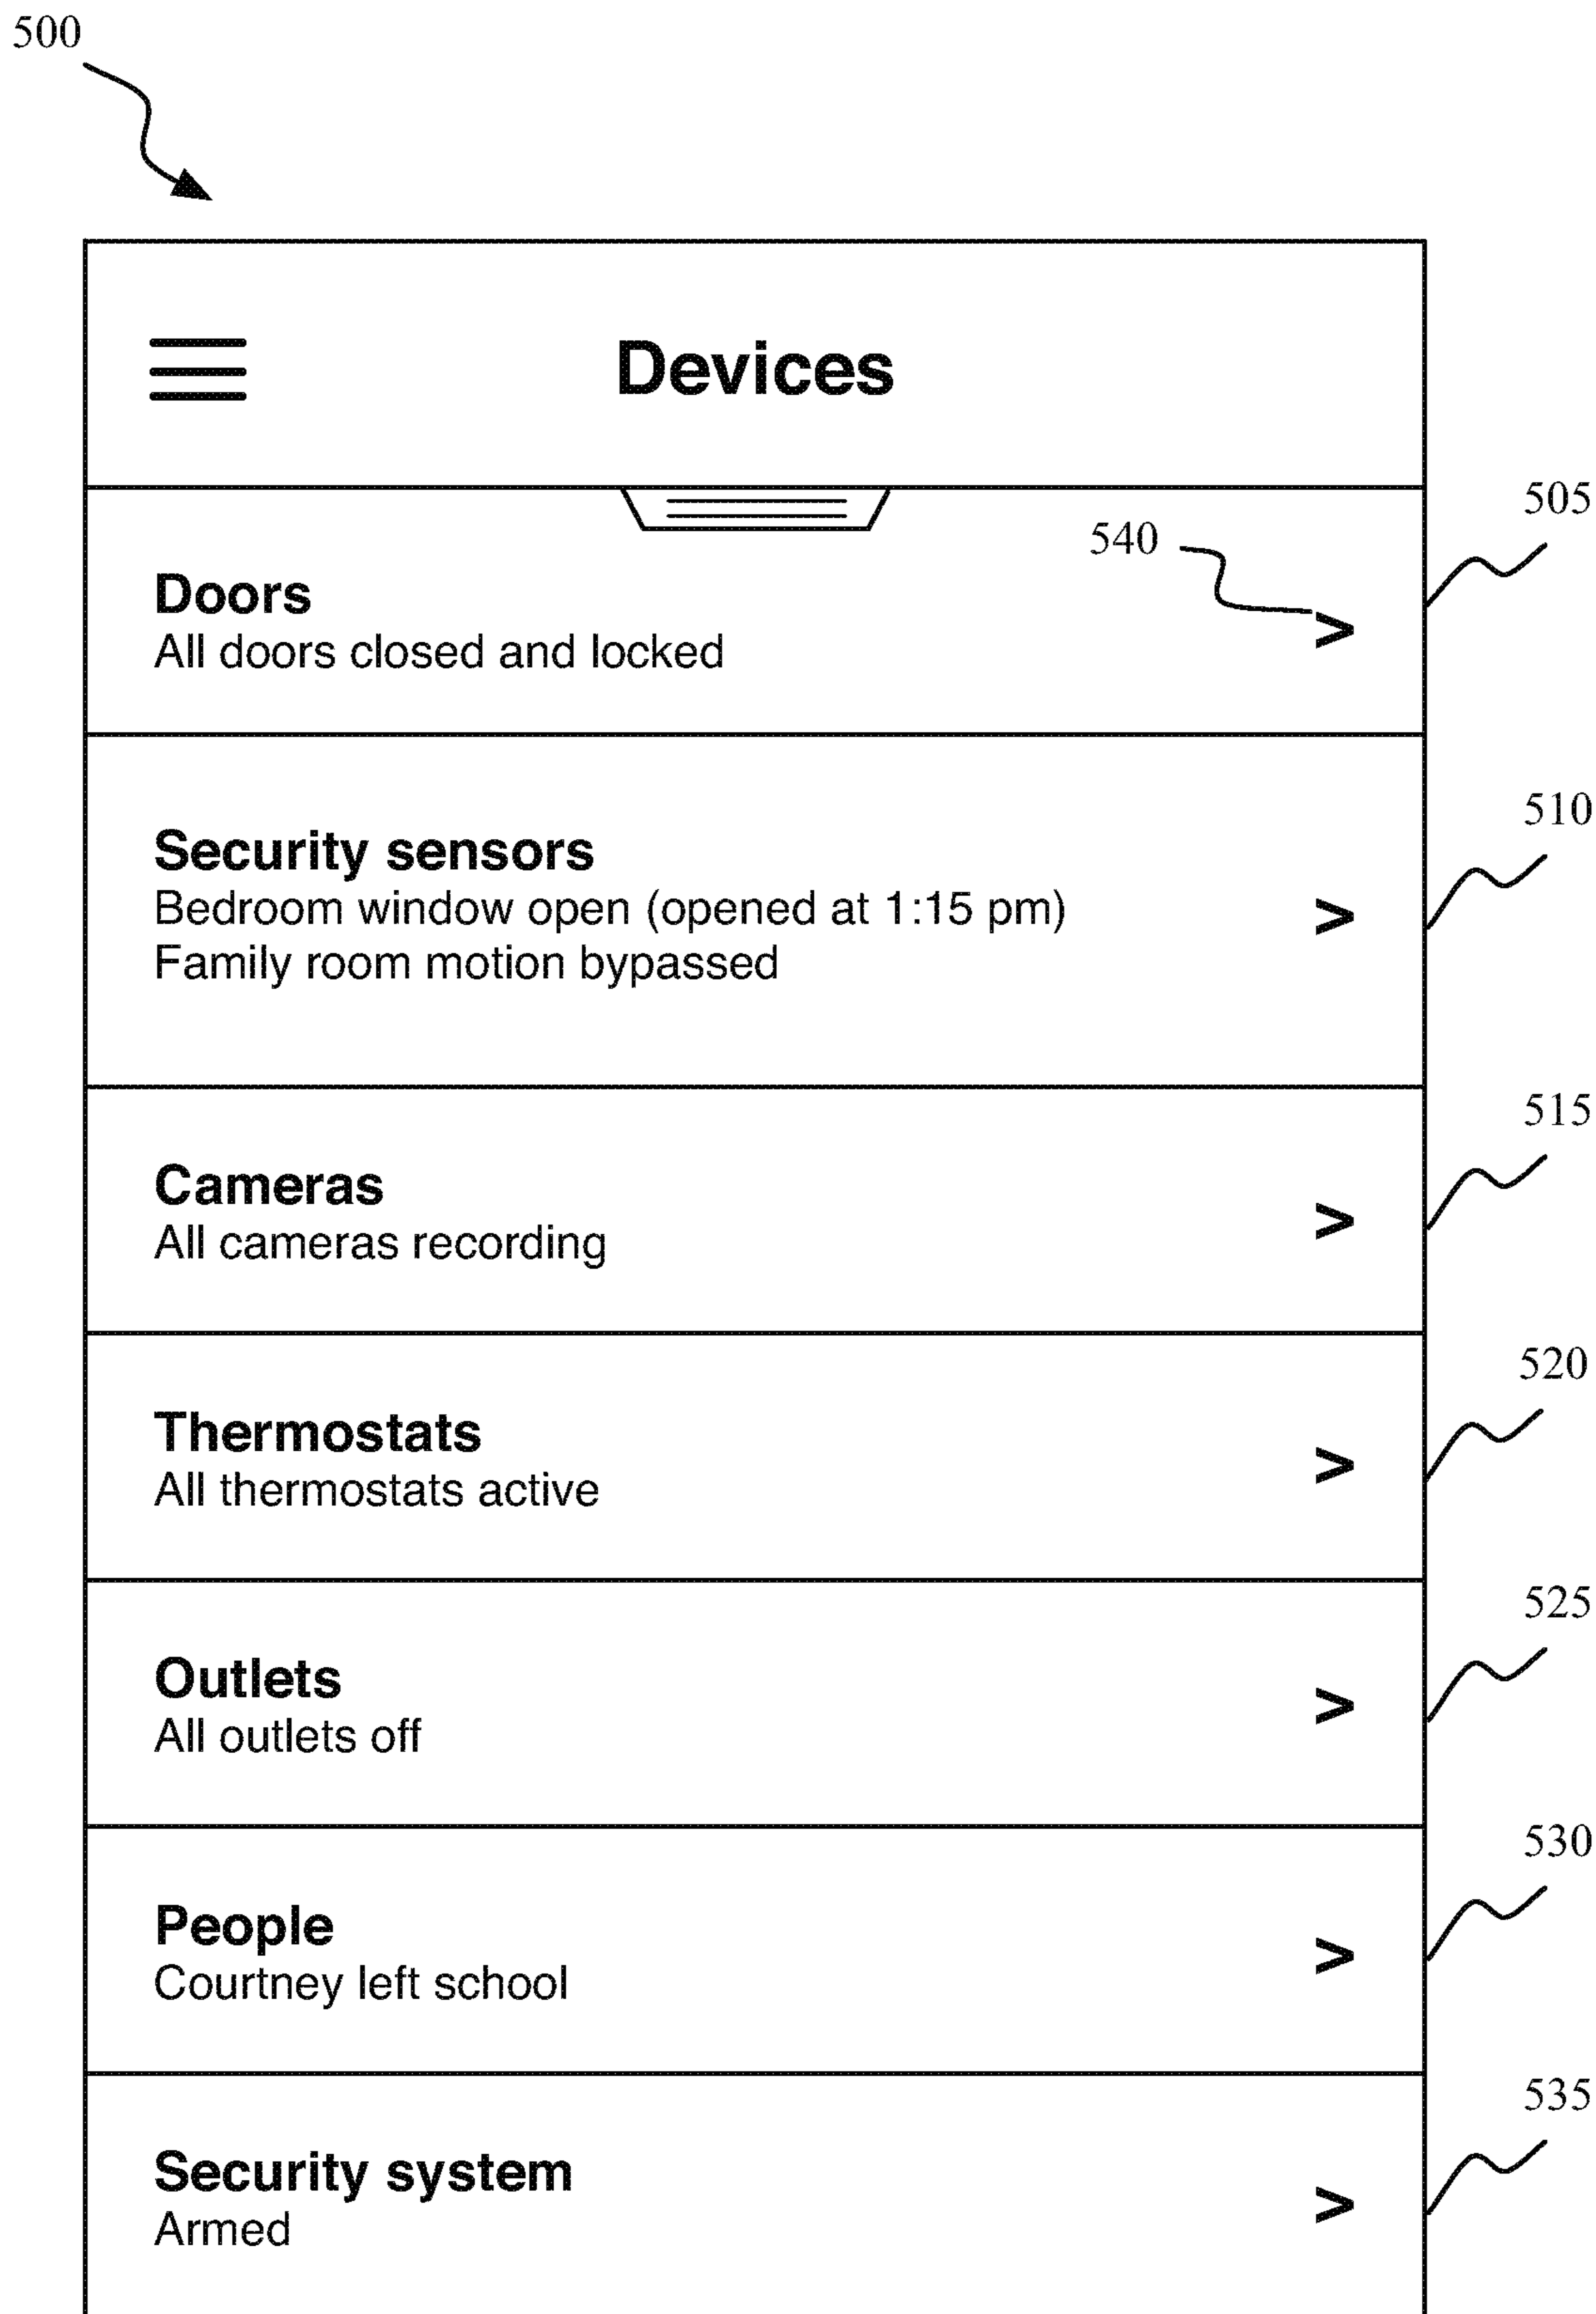 500
Devices
505
540
Doors
>
All doors closed and locked
510
Security sensors
Bedroom window open (opened at 1:15 pm)
>
Family room motion bypassed
515
Cameras
>
All cameras recording
520
Thermostats
>
All thermostats active
525
Outlets
>
All outlets off
530
People
>
Courtney left school
535
Security system
>
Armed